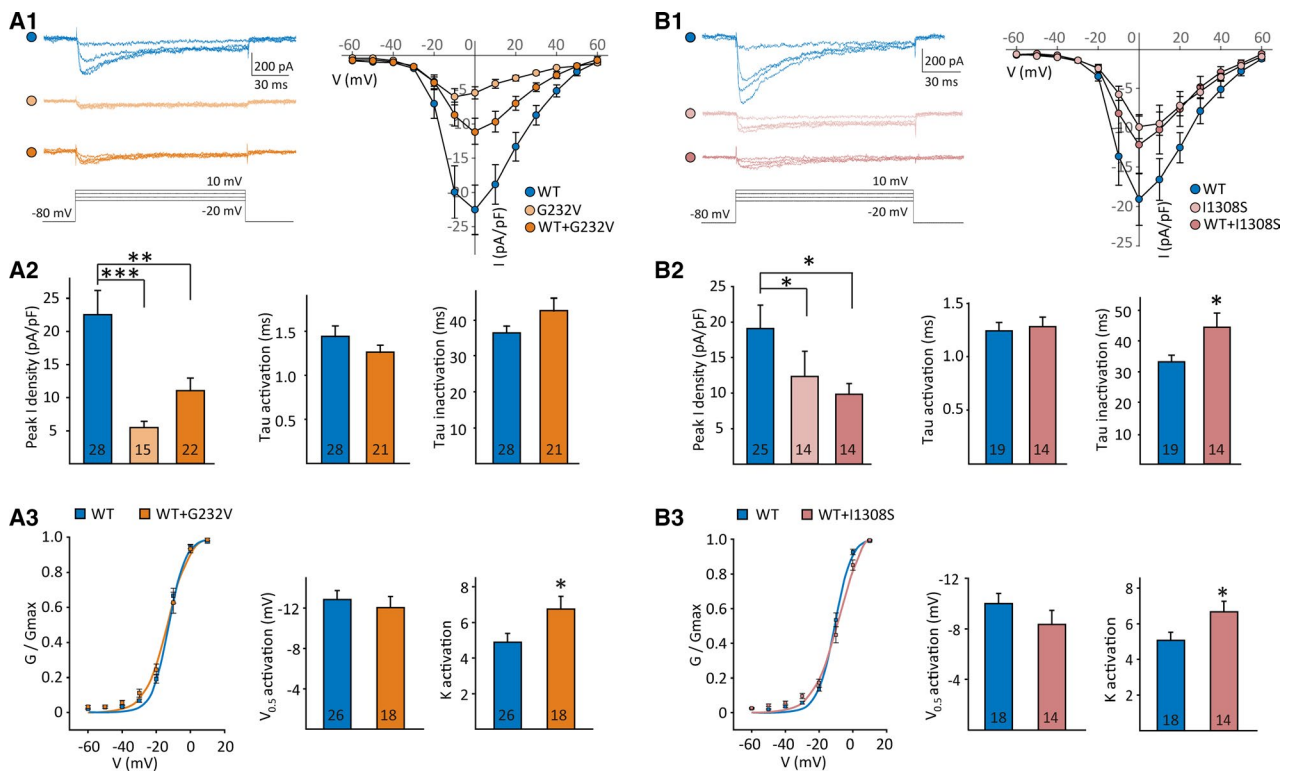 A1
200 pA
30 ms
10 mV
-80 mV
-20 mV
-60 -40 -20 0 20 40 60
V (mV)
-5
-10
-15
-20
-25
I (pA/pF)
WT
G232V
WT+G232V
B1
200 pA
30 ms
10 mV
-80 mV
-20 mV
-60 -40 -20 0 20 40 60
V (mV)
-5
-10
-15
-20
-25
I (pA/pF)
WT
I1308S
WT+I1308S
A2
Peak I density (pA/pF)
25
20
15
10
5
**
***
28 15 22
Tau activation (ms)
1.5
1.0
0.5
28 21
Tau inactivation (ms)
40
30
20
10
28 21
B2
Peak I density (pA/pF)
25
20
15
10
5
*
*
25 14 14
Tau activation (ms)
1.5
1.0
0.5
19 14
Tau inactivation (ms)
50
40
30
20
10
*
19 14
A3
WT WT+G232V
G / Gmax
1.0
0.8
0.6
0.4
0.2
0
-60 -40 -20 0 20
V (mV)
V0.5 activation (mV)
-12
-8
-4
26 18
K activation
8
6
4
2
*
26 18
B3
WT WT+I1308S
G / Gmax
1.0
0.8
0.6
0.4
0.2
0
-60 -40 -20 0 20
V (mV)
V0.5 activation (mV)
-12
-8
-4
18 14
K activation
8
6
4
2
*
18 14